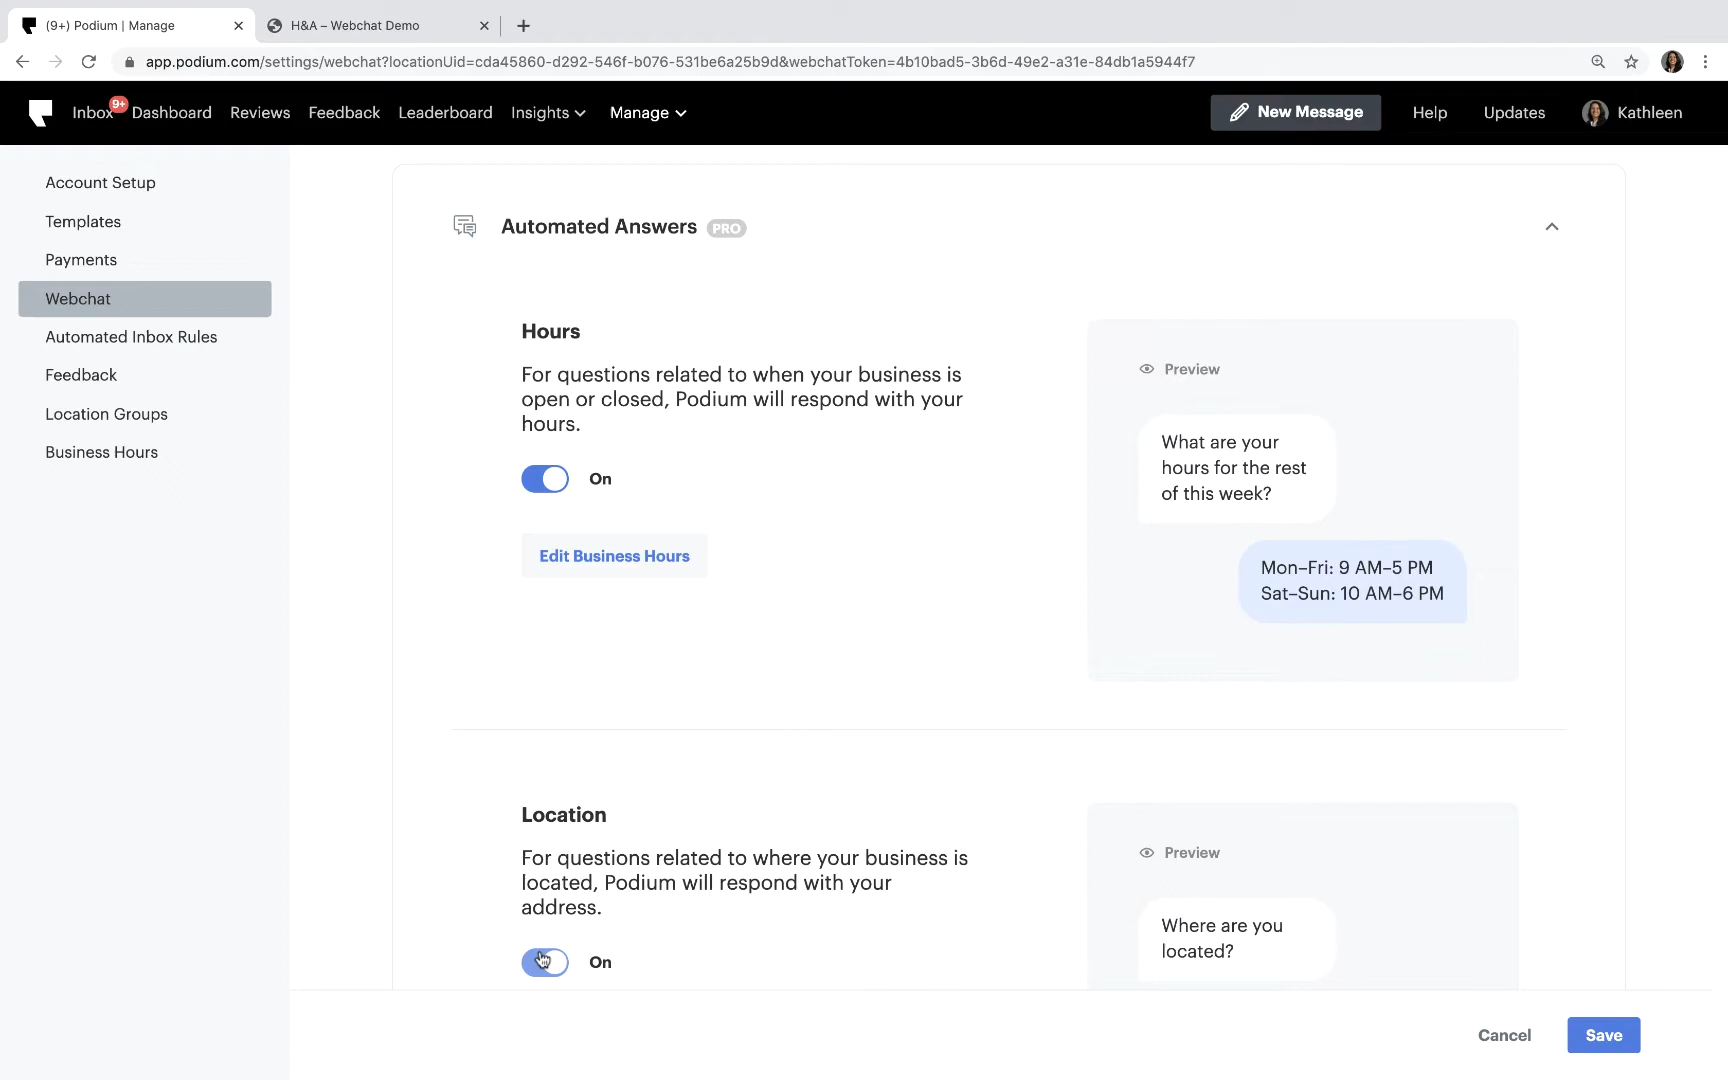 (9+) Podium | Manage
H&A – Webchat Demo
app.podium.com/settings/webchat?locationUid=cda45860-d292-546f-b076-531be6a25b9d&webchatToken=4b10bad5-3b6d-49e2-a31e-84db1a5944f7
Inbox 9+ Dashboard Reviews Feedback Leaderboard Insights Manage New Message Help Updates Kathleen
Account Setup
Templates
Payments
Webchat
Automated Inbox Rules
Feedback
Location Groups
Business Hours
Automated Answers PRO
Hours
For questions related to when your business is
open or closed, Podium will respond with your
hours.
On
Edit Business Hours
Preview
What are your
hours for the rest
of this week?
Mon–Fri: 9 AM–5 PM
Sat–Sun: 10 AM–6 PM
Location
For questions related to where your business is
located, Podium will respond with your
address.
On
Preview
Where are you
located?
Cancel
Save